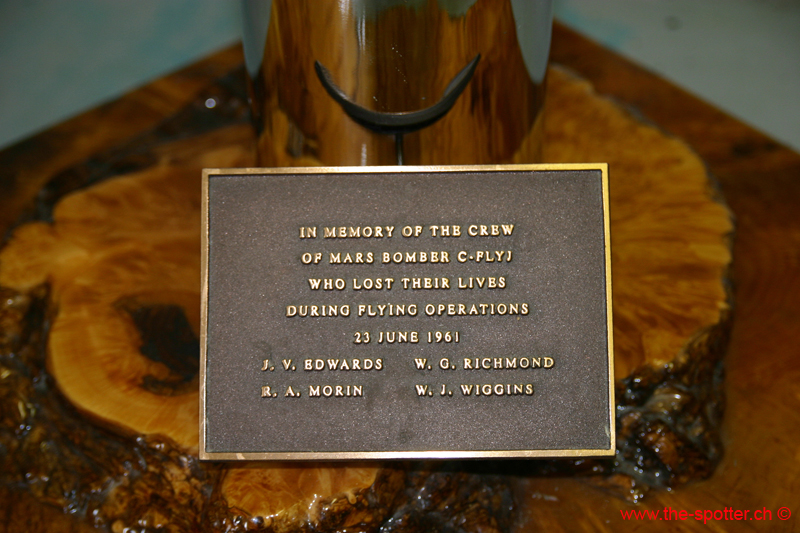 IN MEMORY OF THE CREW
OF MARS BOMBER C-FLYJ
WHO LOST THEIR LIVES
DURING FLYING OPERATIONS
23 JUNE 1961
J. V. EDWARDS W. G. RICHMOND
R. A. MORIN W. J. WIGGINS
www.the-spotter.ch ©